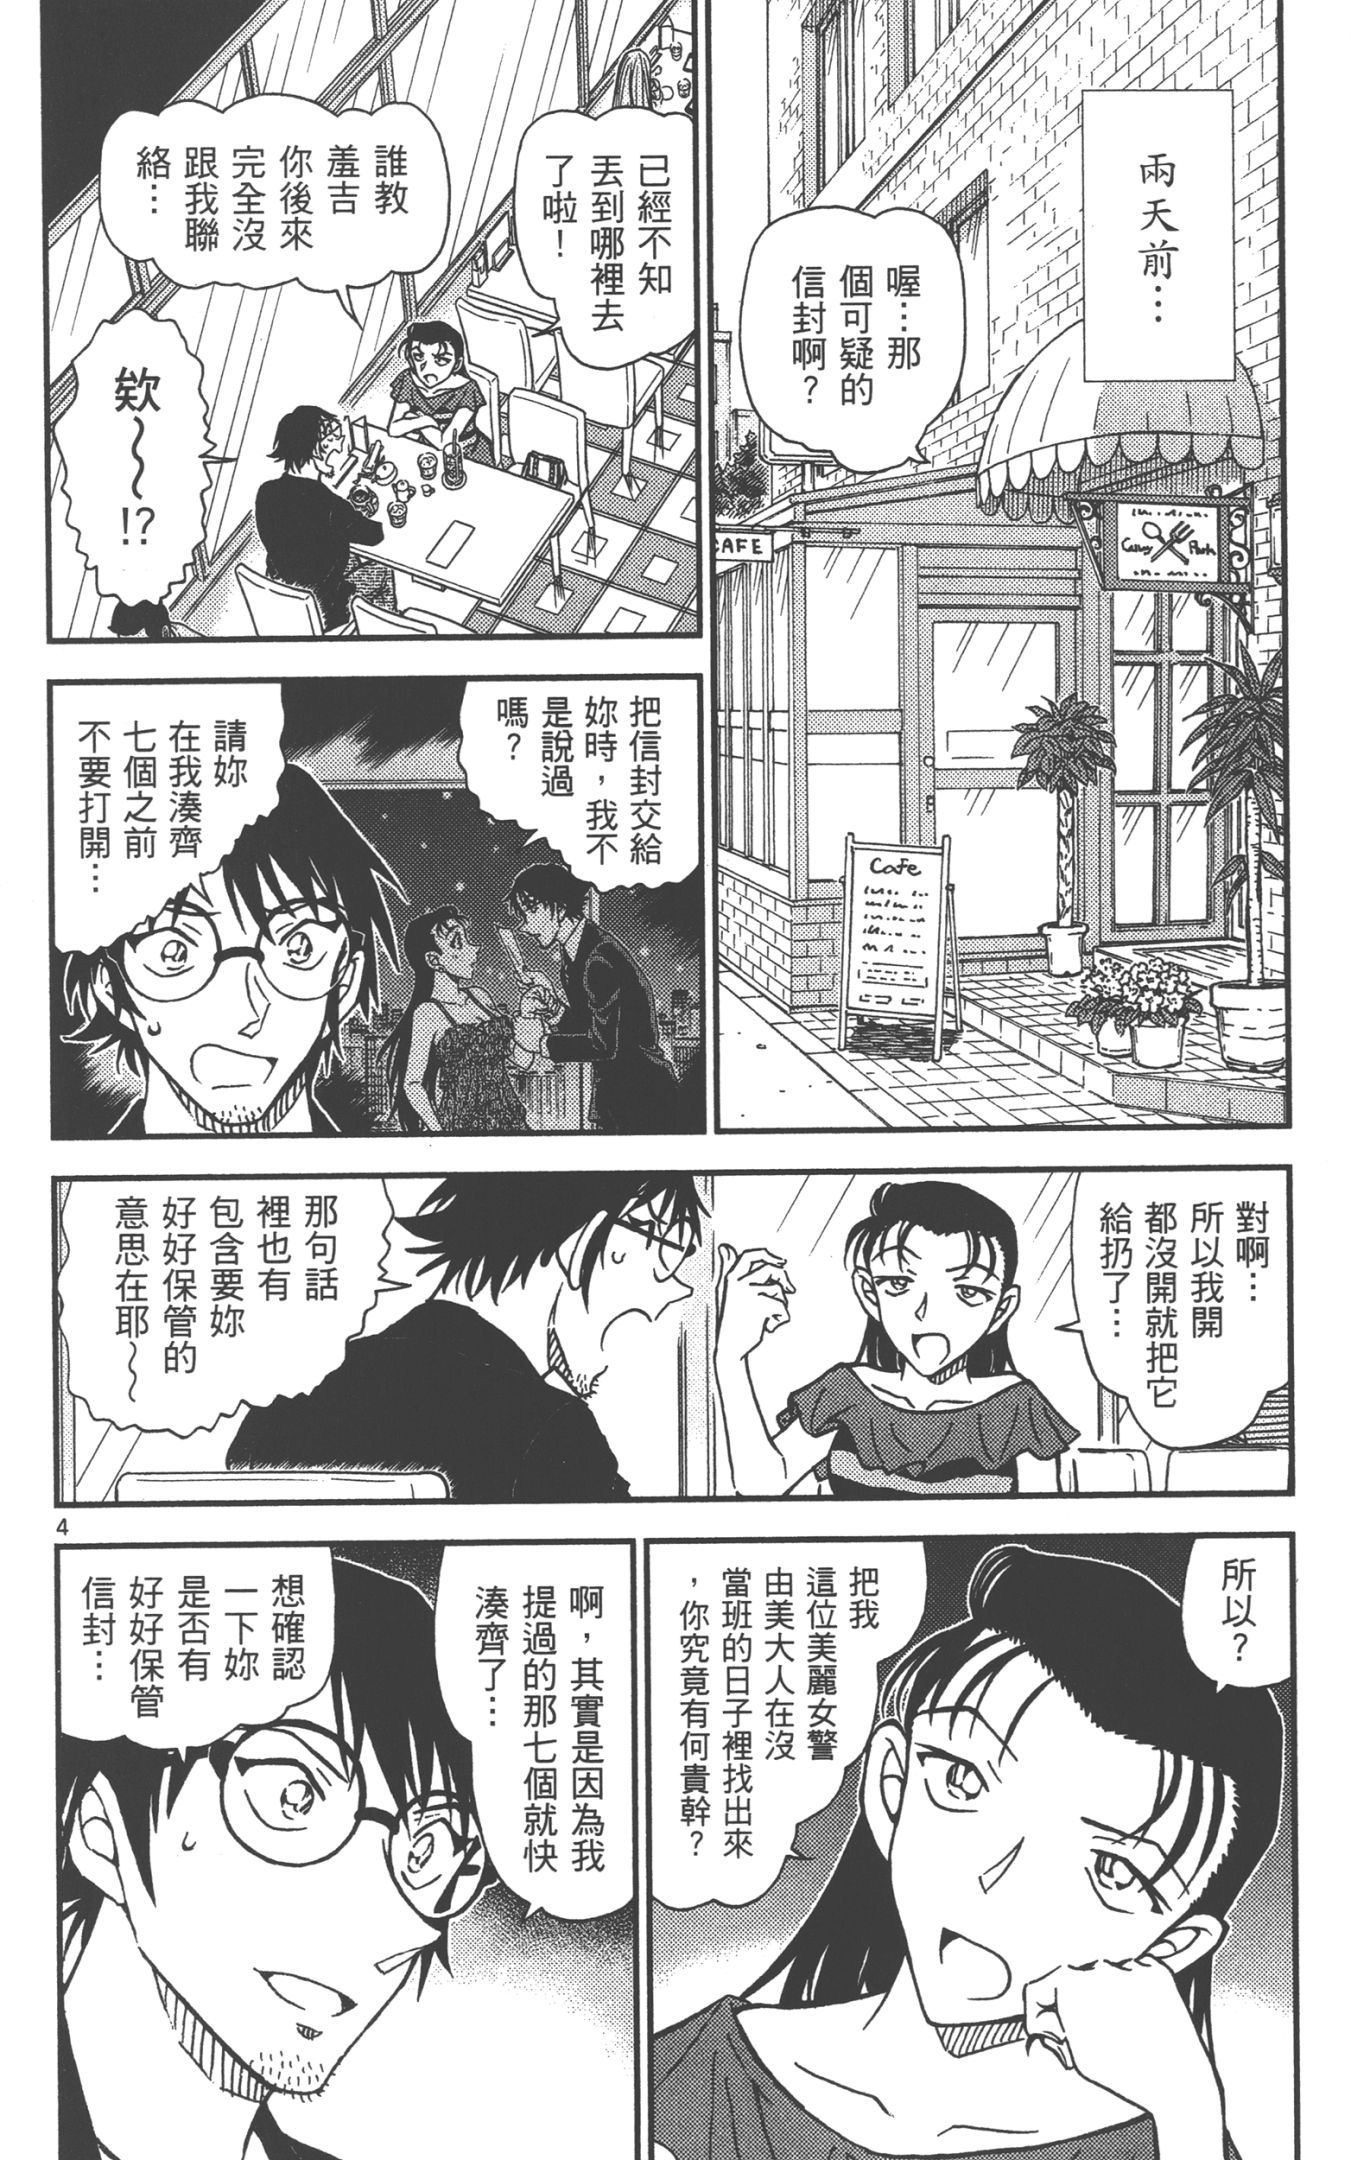 兩天前…
喔…那
個可疑的
信封啊？
CAFE
Cafe
已經不知
丟到哪裡去
了啦！
誰教
羞吉
你後來
完全沒
跟我聯
絡…
欸～～!?
把信封交給
妳時，我不
是說過
嗎？
請妳
在我湊齊
七個之前
不要打開…
對啊…
所以我開
都沒開就把它
給扔了…
那句話
裡也有
包含要妳
好好保管的
意思在耶～
4
所以？
把我
這位美麗女警
由美大人在沒
當班的日子裡找出來
，你究竟有何貴幹？
啊，其實是因為我
提過的那七個就快
湊齊了…
想確認
一下妳
是否有
好好保管
信封…